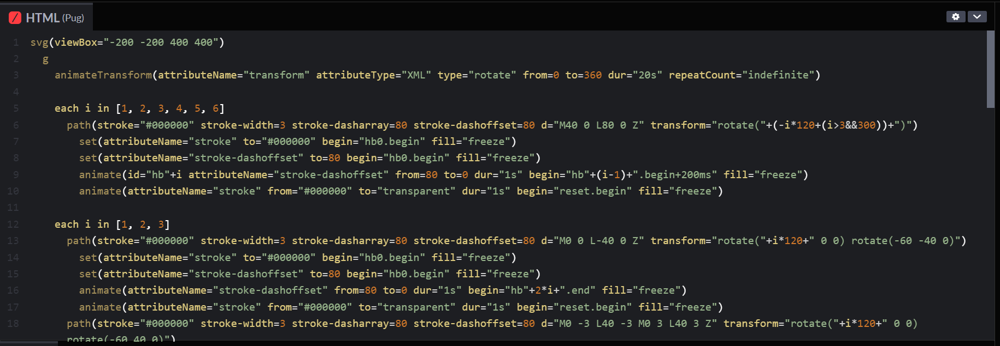 HTML (Pug)
1 svg(viewBox="-200 -200 400 400")
2 g
3 animateTransform(attributeName="transform" attributeType="XML" type="rotate" from=0 to=360 dur="20s" repeatCount="indefinite")
4
5 each i in [1, 2, 3, 4, 5, 6]
6 path(stroke="#000000" stroke-width=3 stroke-dasharray=80 stroke-dashoffset=80 d="M40 0 L80 0 Z" transform="rotate("+(-i*120+(i>3&&300))+")")
7 set(attributeName="stroke" to="#000000" begin="hb0.begin" fill="freeze")
8 set(attributeName="stroke-dashoffset" to=80 begin="hb0.begin" fill="freeze")
9 animate(id="hb"+i attributeName="stroke-dashoffset" from=80 to=0 dur="1s" begin="hb"+(i-1)+".begin+200ms" fill="freeze")
10 animate(attributeName="stroke" from="#000000" to="transparent" dur="1s" begin="reset.begin" fill="freeze")
11
12 each i in [1, 2, 3]
13 path(stroke="#000000" stroke-width=3 stroke-dasharray=80 stroke-dashoffset=80 d="M0 0 L-40 0 Z" transform="rotate("+i*120+" 0 0) rotate(-60 -40 0)")
14 set(attributeName="stroke" to="#000000" begin="hb0.begin" fill="freeze")
15 set(attributeName="stroke-dashoffset" to=80 begin="hb0.begin" fill="freeze")
16 animate(attributeName="stroke-dashoffset" from=80 to=0 dur="1s" begin="hb"+2*i+".end" fill="freeze")
17 animate(attributeName="stroke" from="#000000" to="transparent" dur="1s" begin="reset.begin" fill="freeze")
18 path(stroke="#000000" stroke-width=3 stroke-dasharray=80 stroke-dashoffset=80 d="M0 -3 L40 -3 M0 3 L40 3 Z" transform="rotate("+i*120+" 0 0)
rotate(-60 40 0)")